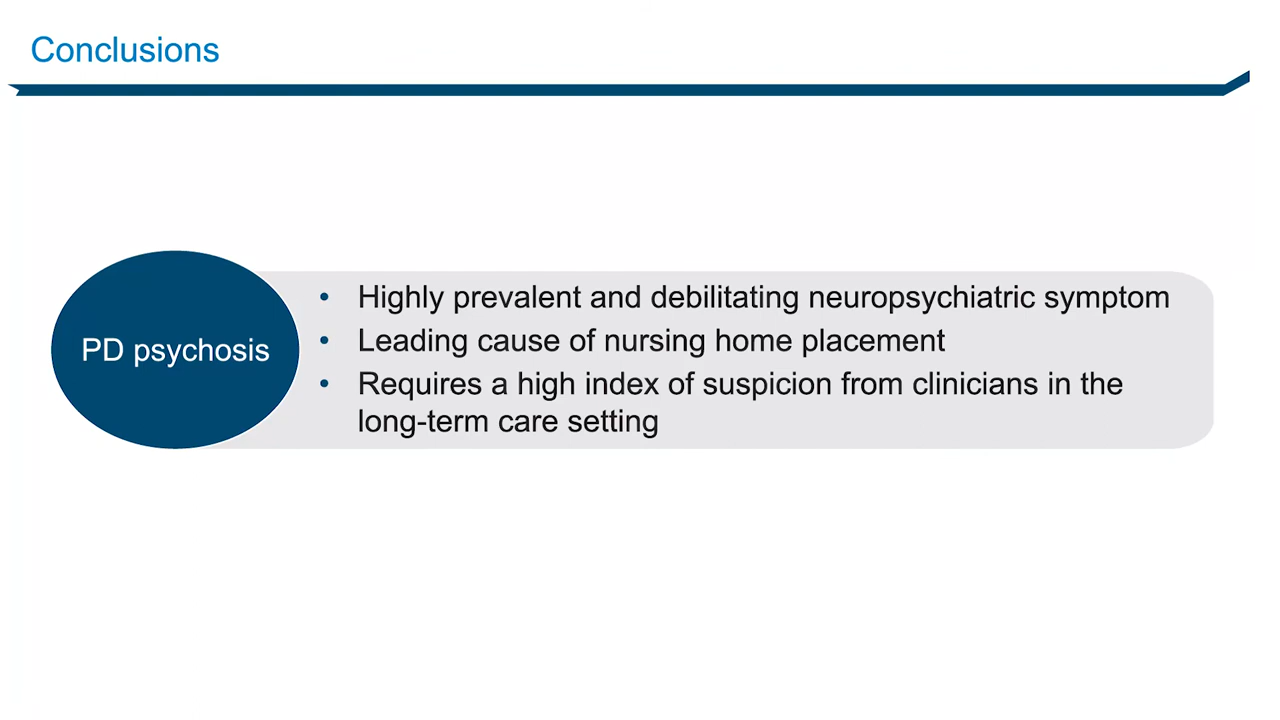 Conclusions
PD psychosis
• Highly prevalent and debilitating neuropsychiatric symptom
• Leading cause of nursing home placement
• Requires a high index of suspicion from clinicians in the
long-term care setting